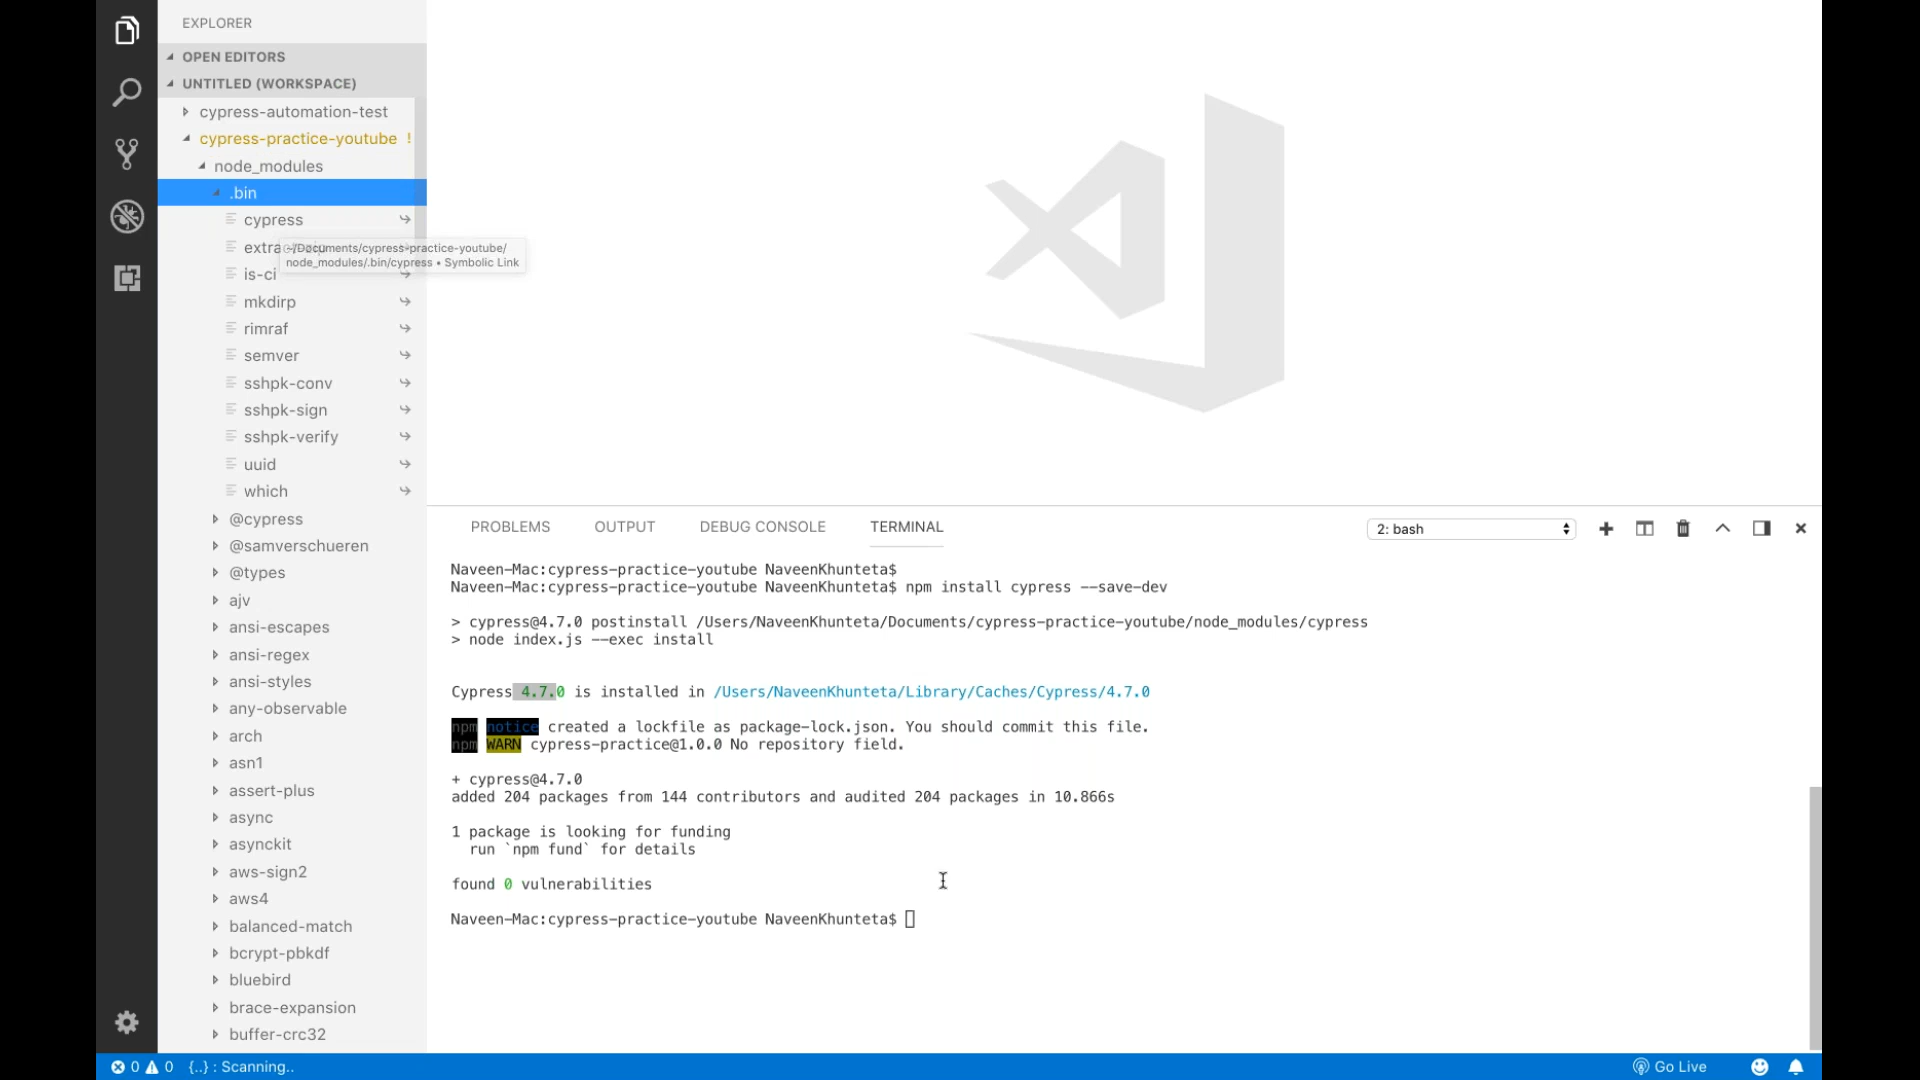 EXPLORER
OPEN EDITORS
UNTITLED (WORKSPACE)
cypress-automation-test
cypress-practice-youtube !
node_modules
.bin
cypress
extra
~/Documents/cypress-practice-youtube/
node_modules/.bin/cypress • Symbolic Link
is-ci
mkdirp
rimraf
semver
sshpk-conv
sshpk-sign
sshpk-verify
uuid
which
@cypress
@samverschueren
@types
ajv
ansi-escapes
ansi-regex
ansi-styles
any-observable
arch
asn1
assert-plus
async
asynckit
aws-sign2
aws4
balanced-match
bcrypt-pbkdf
bluebird
brace-expansion
buffer-crc32
PROBLEMS OUTPUT DEBUG CONSOLE TERMINAL 2: bash
Naveen-Mac:cypress-practice-youtube NaveenKhunteta$
Naveen-Mac:cypress-practice-youtube NaveenKhunteta$ npm install cypress --save-dev
> cypress@4.7.0 postinstall /Users/NaveenKhunteta/Documents/cypress-practice-youtube/node_modules/cypress
> node index.js --exec install
Cypress 4.7.0 is installed in /Users/NaveenKhunteta/Library/Caches/Cypress/4.7.0
npm notice created a lockfile as package-lock.json. You should commit this file.
npm WARN cypress-practice@1.0.0 No repository field.
+ cypress@4.7.0
added 204 packages from 144 contributors and audited 204 packages in 10.866s
1 package is looking for funding
run `npm fund` for details
found 0 vulnerabilities
Naveen-Mac:cypress-practice-youtube NaveenKhunteta$
0 0 {..} : Scanning.. Go Live